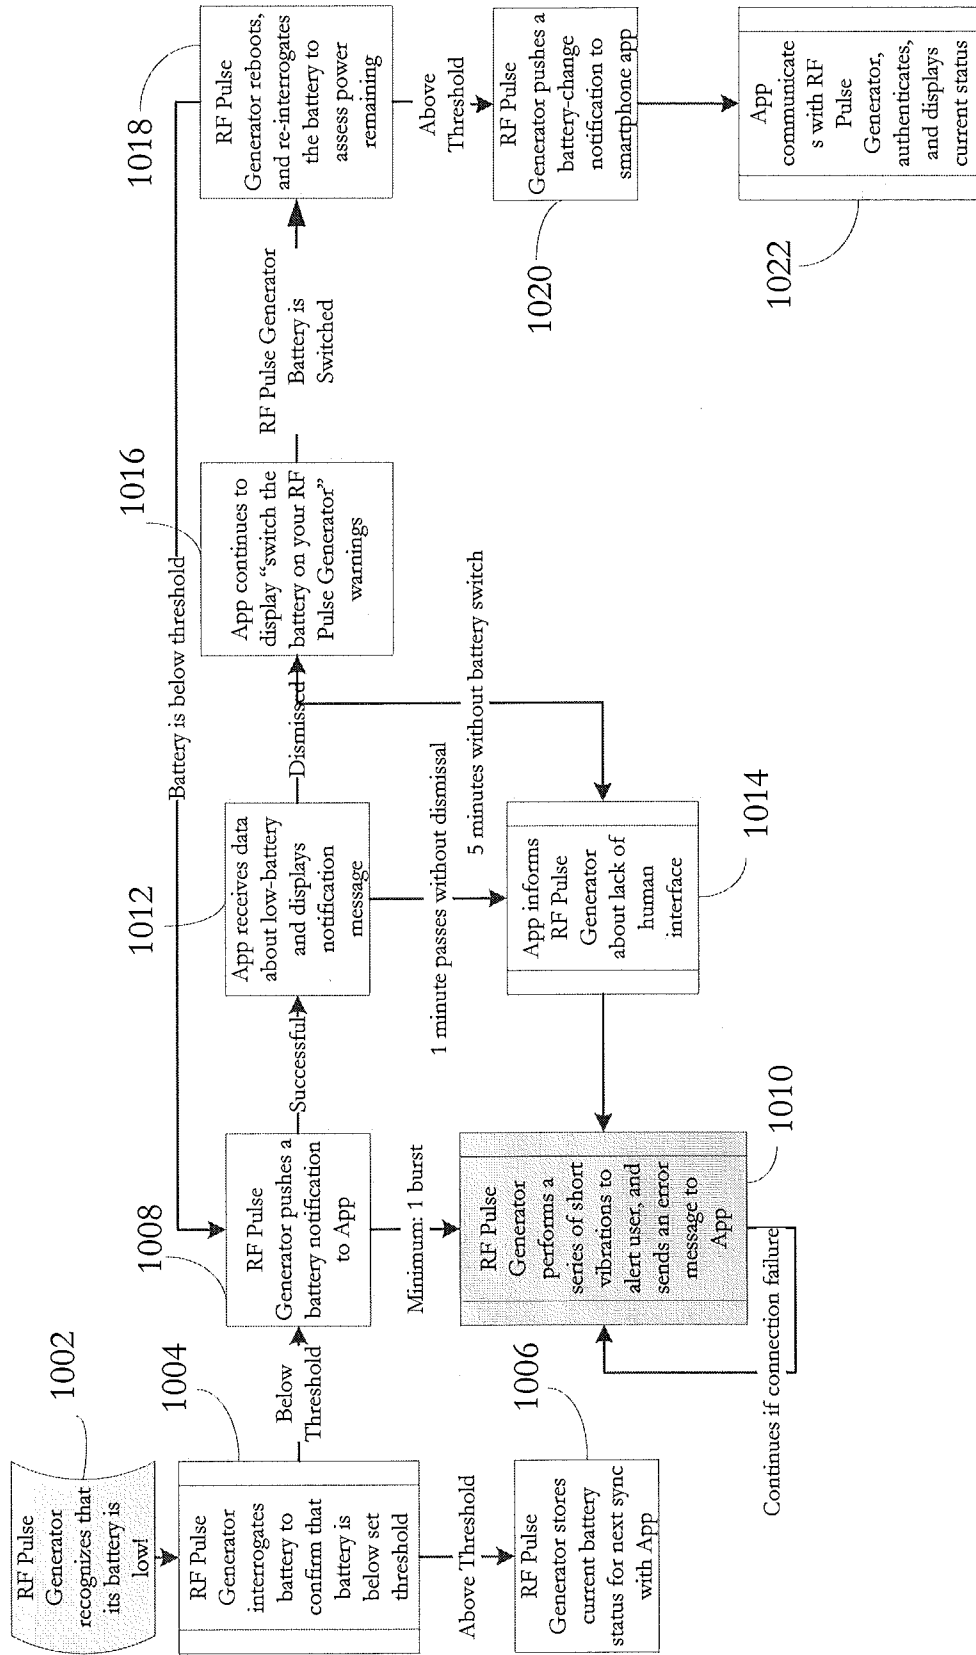 RF Pulse
Generator
recognizes that
its battery is
low!
1002
RF Pulse
Generator
interrogates
battery to
confirm that
battery is
below set
threshold
1004
Below
Threshold
Above Threshold
RF Pulse
Generator stores
current battery
status for next sync
with App
1006
RF Pulse
Generator pushes a
battery notification
to App
1008
Successful
Minimum: 1 burst
RF Pulse
Generator
performs a
series of short
vibrations to
alert user, and
sends an error
message to
App
1010
Continues if connection failure
App receives data
about low-battery
and displays
notification
message
1012
Dismissed
1 minute passes without dismissal
5 minutes without battery switch
App informs
RF Pulse
Generator
about lack of
human
interface
1014
App continues to
display “switch the
battery on your RF
Pulse Generator”
warnings
1016
RF Pulse Generator
Battery is
Switched
Battery is below threshold
RF Pulse
Generator reboots,
and re-interrogates
the battery to
assess power
remaining
1018
Above
Threshold
RF Pulse
Generator pushes a
battery-change
notification to
smartphone app
1020
App
communicate
s with RF
Pulse
Generator,
authenticates,
and displays
current status
1022